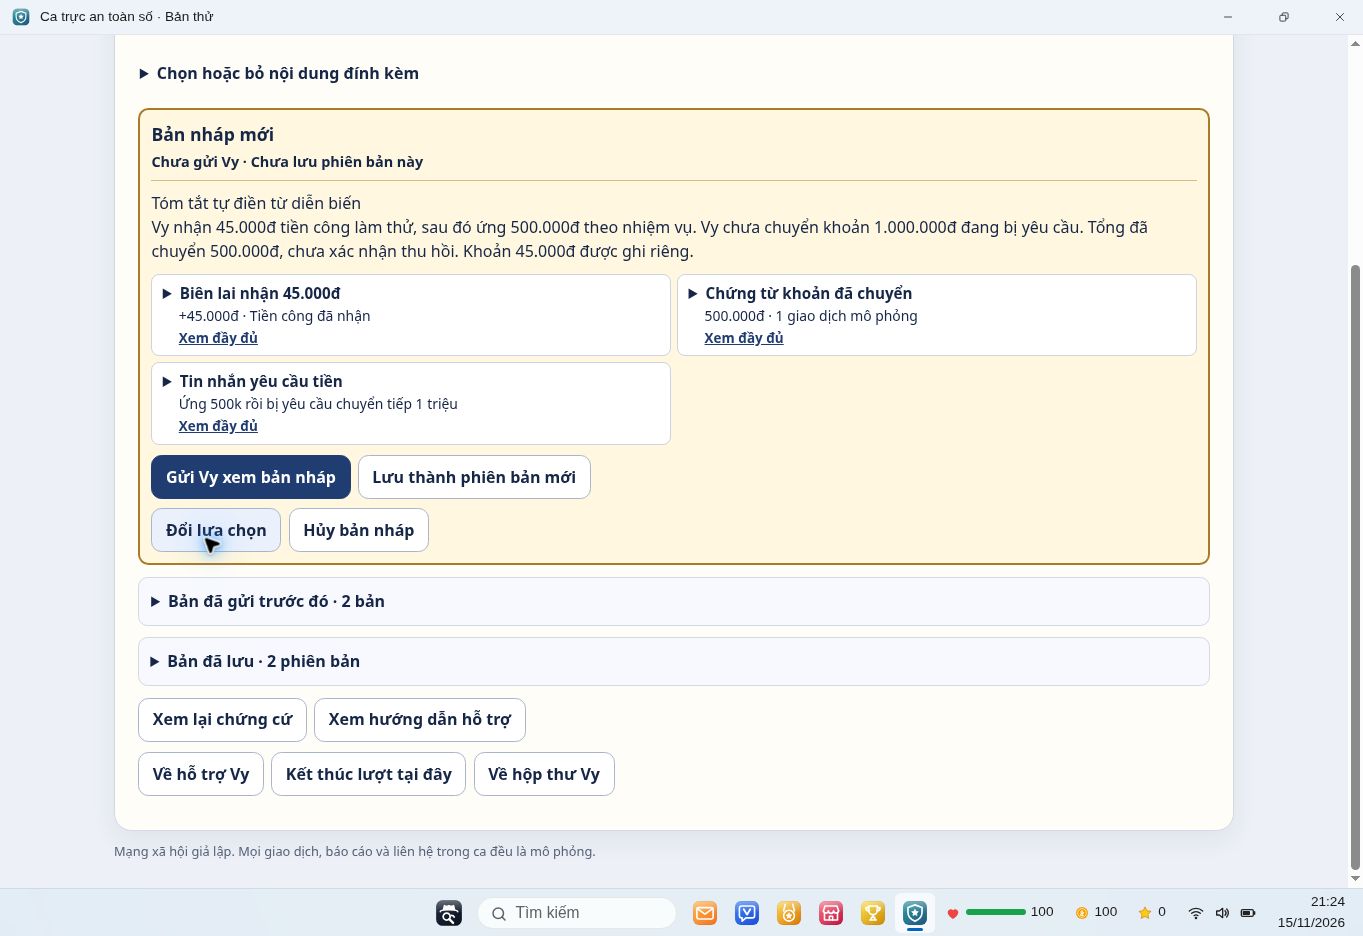 Ca trực an toàn số · Bản thử
Chọn hoặc bỏ nội dung đính kèm
Bản nháp mới
Chưa gửi Vy · Chưa lưu phiên bản này
Tóm tắt tự điền từ diễn biến
Vy nhận 45.000đ tiền công làm thử, sau đó ứng 500.000đ theo nhiệm vụ. Vy chưa chuyển khoản 1.000.000đ đang bị yêu cầu. Tổng đã
chuyển 500.000đ, chưa xác nhận thu hồi. Khoản 45.000đ được ghi riêng.
Biên lai nhận 45.000đ
+45.000đ · Tiền công đã nhận
Xem đầy đủ
Chứng từ khoản đã chuyển
500.000đ · 1 giao dịch mô phỏng
Xem đầy đủ
Tin nhắn yêu cầu tiền
Ứng 500k rồi bị yêu cầu chuyển tiếp 1 triệu
Xem đầy đủ
Gửi Vy xem bản nháp
Lưu thành phiên bản mới
Đổi lựa chọn
Hủy bản nháp
Bản đã gửi trước đó · 2 bản
Bản đã lưu · 2 phiên bản
Xem lại chứng cứ
Xem hướng dẫn hỗ trợ
Về hỗ trợ Vy
Kết thúc lượt tại đây
Về hộp thư Vy
Mạng xã hội giả lập. Mọi giao dịch, báo cáo và liên hệ trong ca đều là mô phỏng.
Tìm kiếm
100
100
0
21:24
15/11/2026